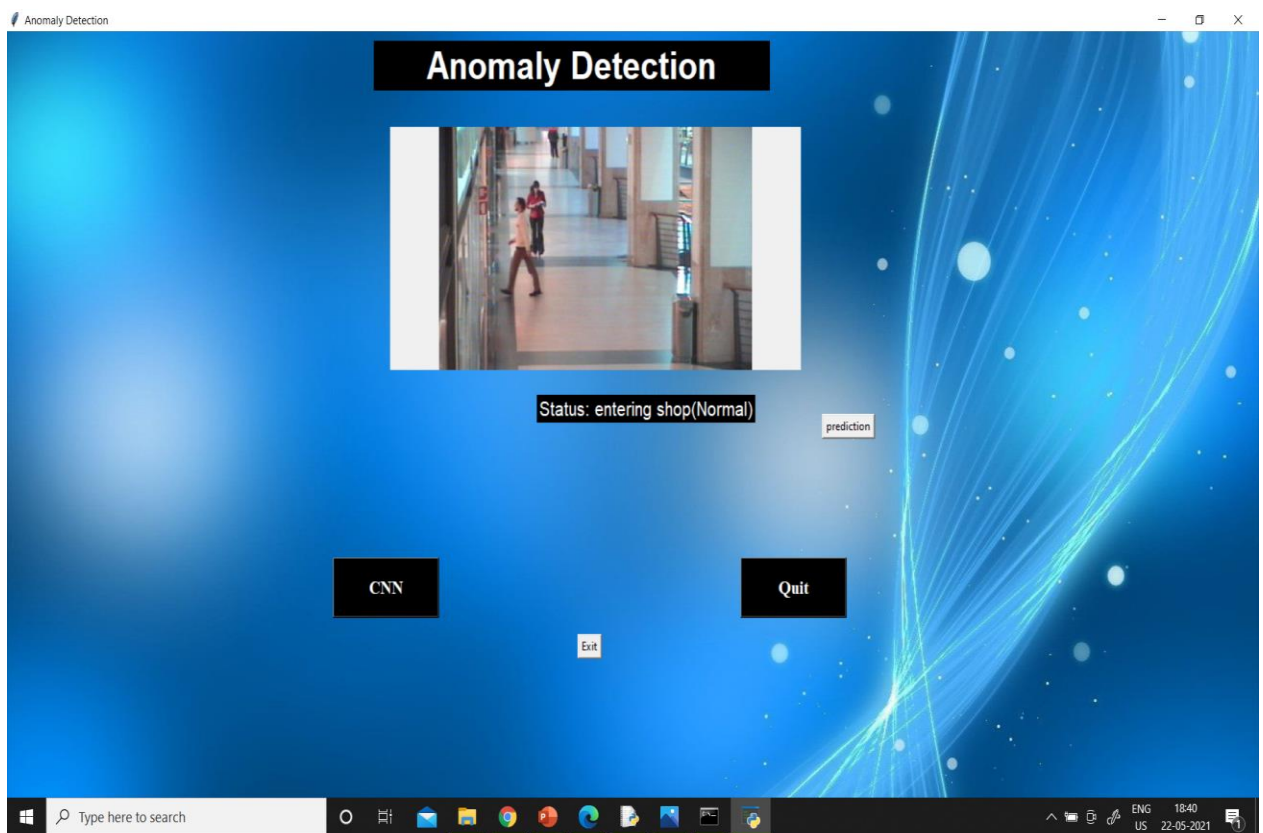 Anomaly Detection
Anomaly Detection
Status: entering shop(Normal)
prediction
CNN
Quit
Exit
Type here to search
ENG
US
18:40
22-05-2021
1